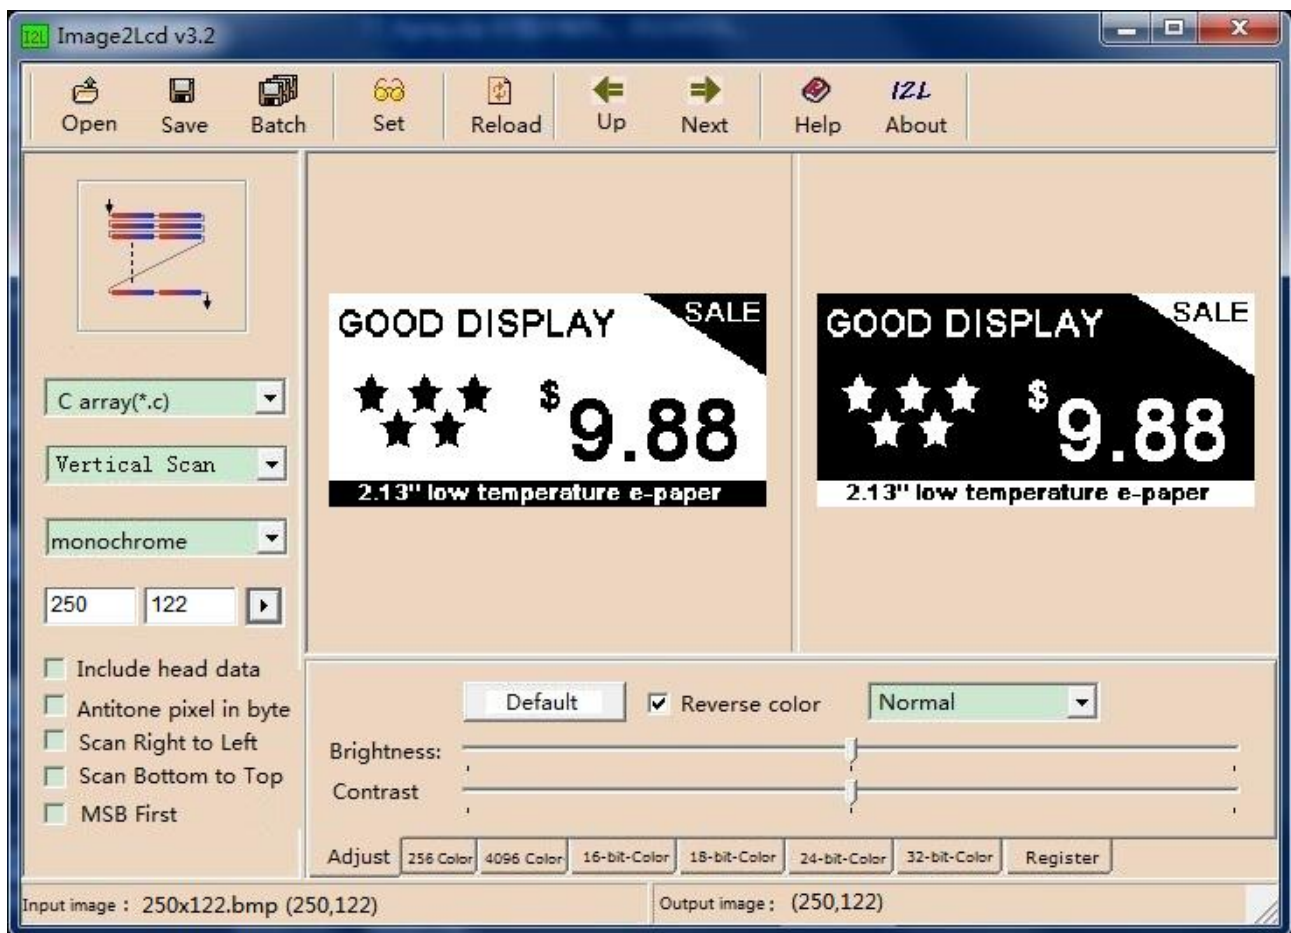 I2L Image2Lcd v3.2
Open Save Batch Set Reload Up Next Help About
I2L
C array(*.c)
Vertical Scan
monochrome
250 122
Include head data
Antitone pixel in byte
Scan Right to Left
Scan Bottom to Top
MSB First
GOOD DISPLAY SALE
$ 9.88
2.13" low temperature e-paper
GOOD DISPLAY SALE
$ 9.88
2.13" low temperature e-paper
Default Reverse color Normal
Brightness:
Contrast
Adjust 256 Color 4096 Color 16-bit-Color 18-bit-Color 24-bit-Color 32-bit-Color Register
Input image : 250x122.bmp (250,122) Output image : (250,122)